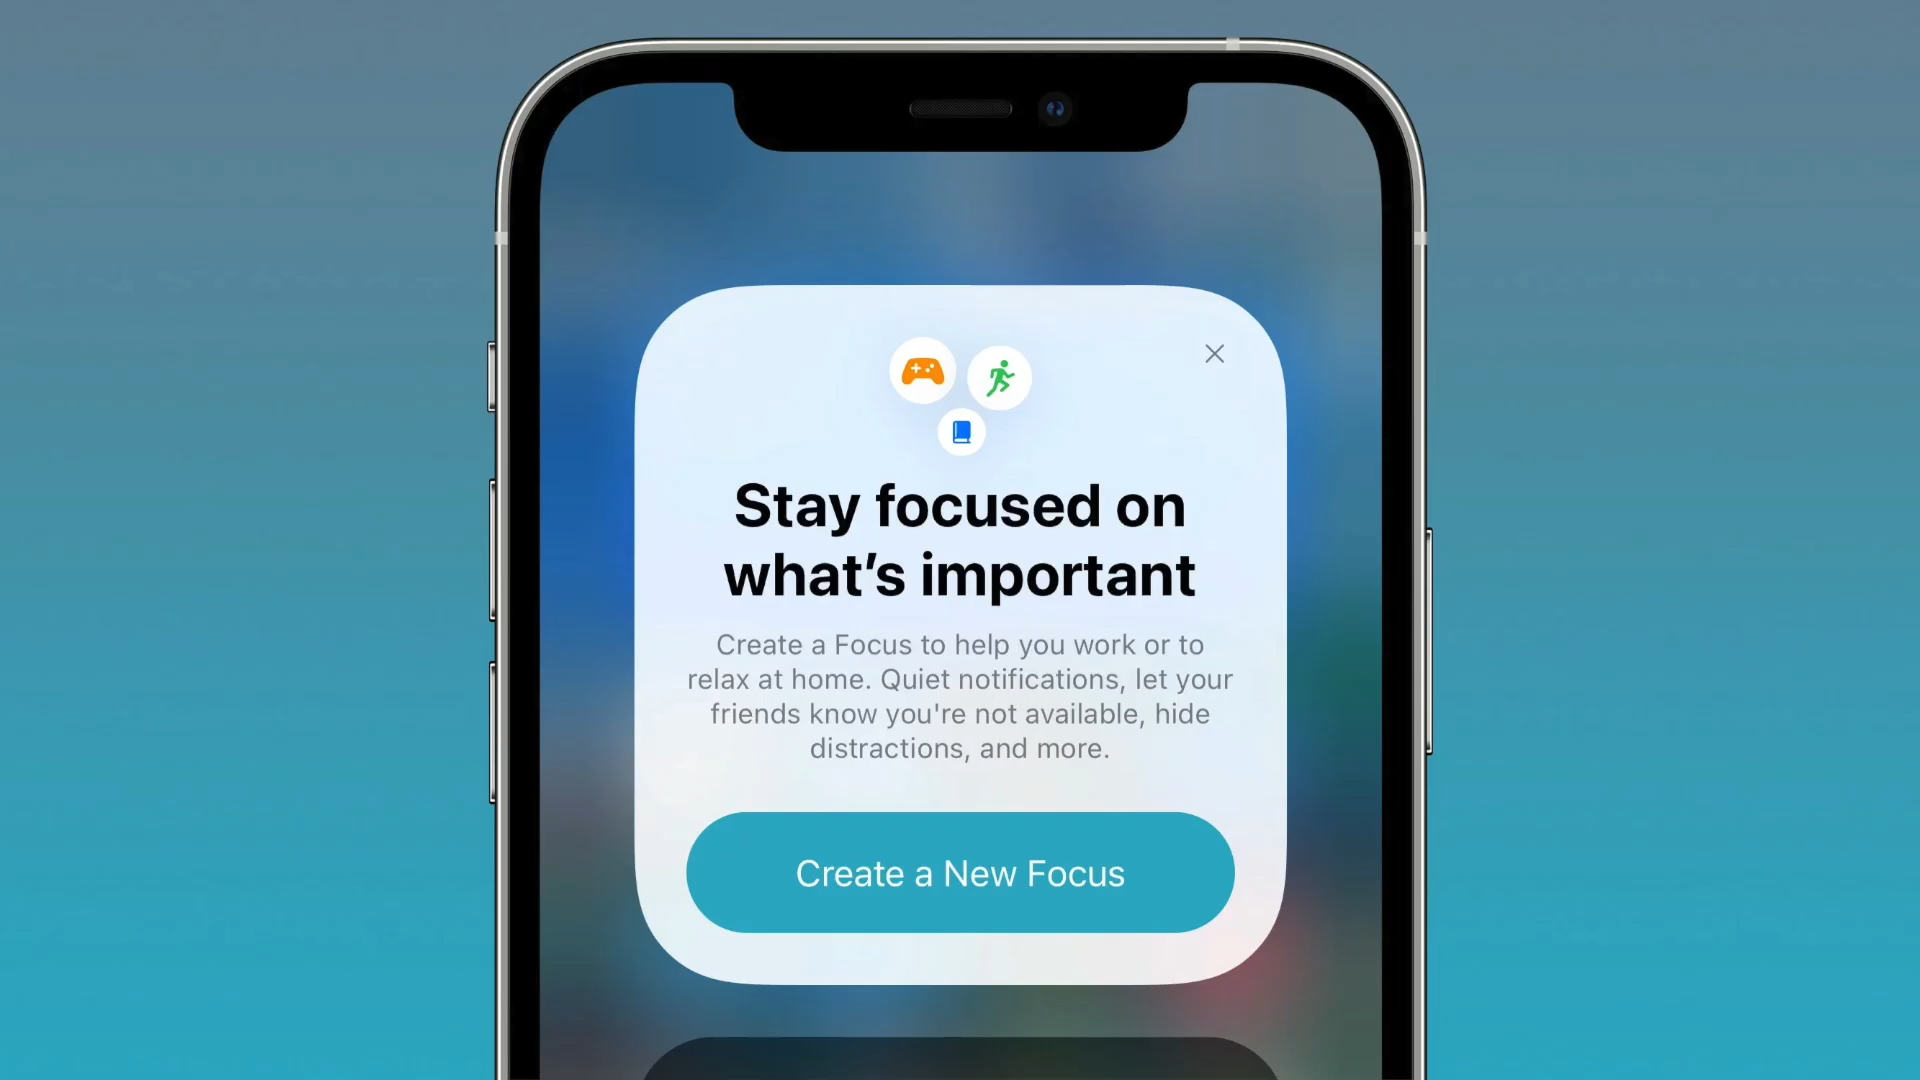 Stay focused on
what’s important
Create a Focus to help you work or to
relax at home. Quiet notifications, let your
friends know you're not available, hide
distractions, and more.
Create a New Focus